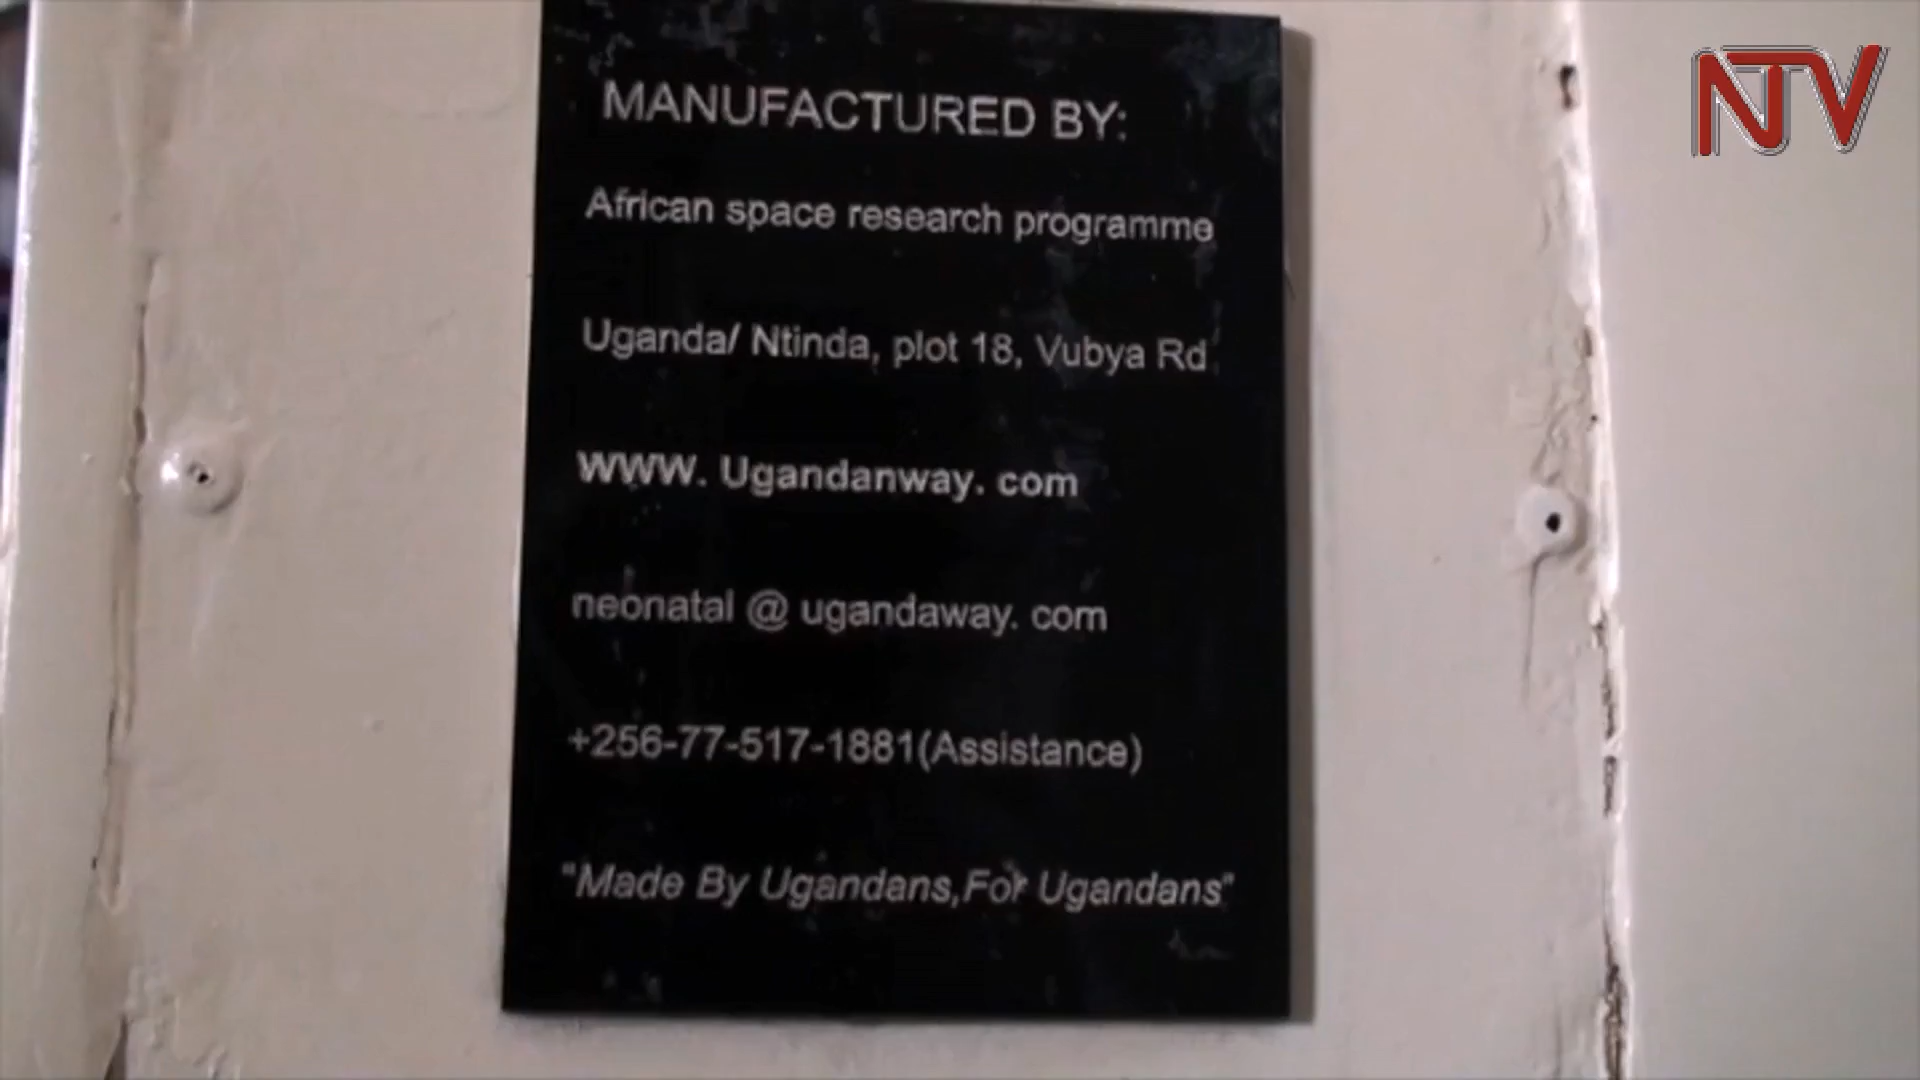 NTV
MANUFACTURED BY:
African space research programme
Uganda/ Ntinda, plot 18, Vubya Rd
WWW. Ugandanway. com
neonatal @ ugandaway. com
+256-77-517-1881(Assistance)
"Made By Ugandans,For Ugandans"